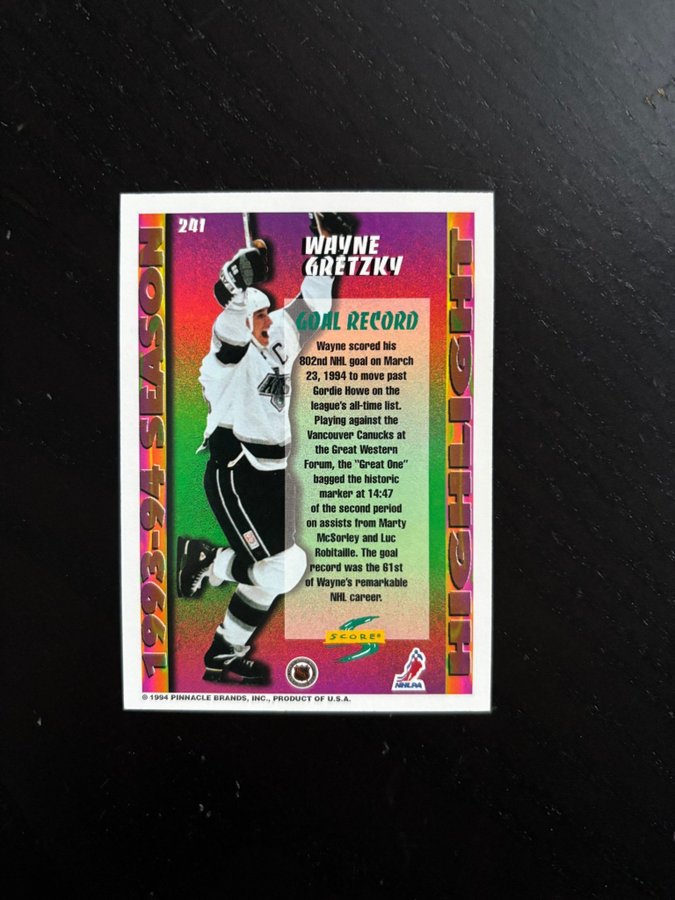 241
WAYNE
GRETZKY
1993-94 SEASON
HIGHLIGHT
GOAL RECORD
Wayne scored his
802nd NHL goal on March
23, 1994 to move past
Gordie Howe on the
league's all-time list.
Playing against the
Vancouver Canucks at
the Great Western
Forum, the "Great One"
bagged the historic
marker at 14:47
of the second period
on assists from Marty
McSorley and Luc
Robitaille. The goal
record was the 61st
of Wayne's remarkable
NHL career.
SCORE®
NHLPA
© 1994 PINNACLE BRANDS, INC., PRODUCT OF U.S.A.